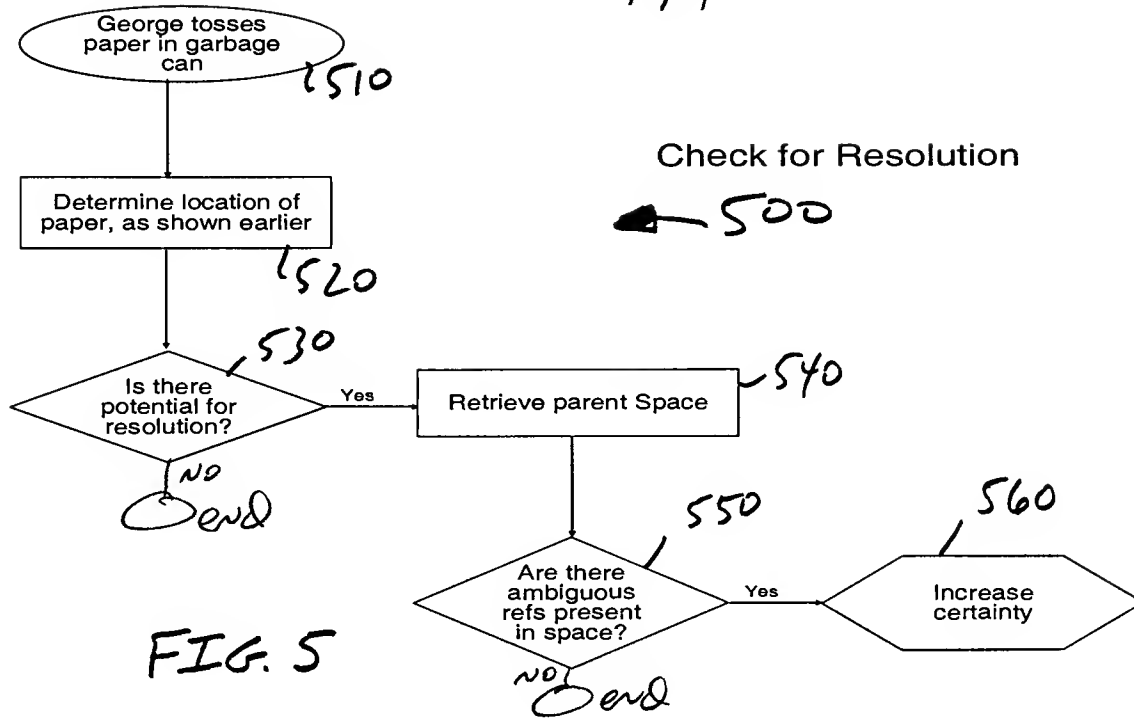 George tosses
paper in garbage
can
510
Check for Resolution
500
Determine location of
paper, as shown earlier
520
530
Is there
potential for
resolution?
Yes
NO
end
Retrieve parent Space
540
550
Are there
ambiguous
refs present
in space?
Yes
NO
end
560
Increase
certainty
FIG. 5